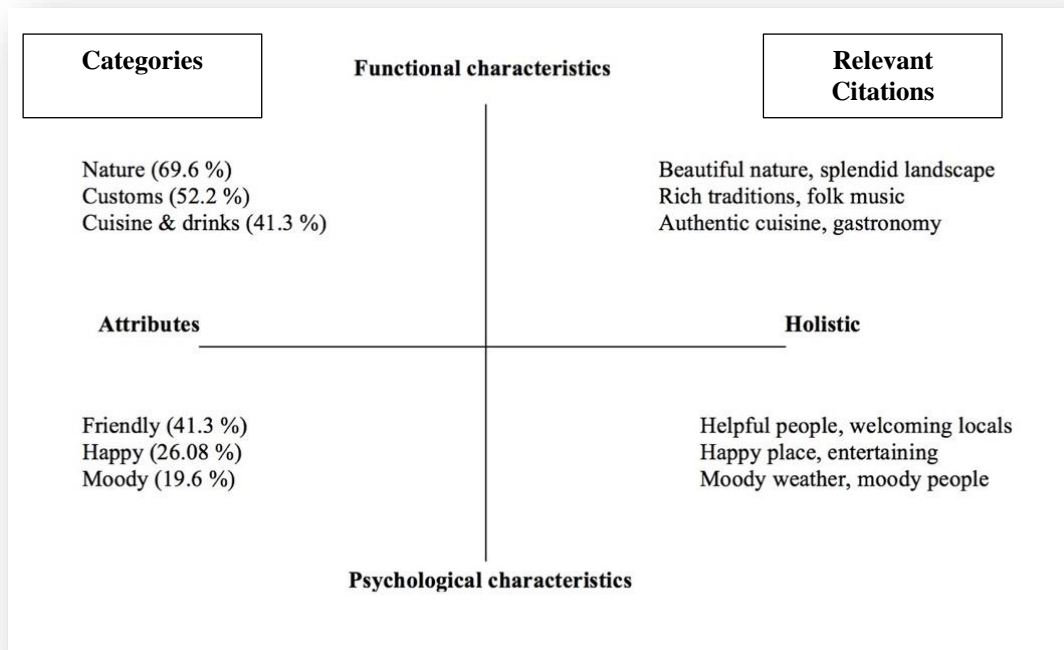 Categories
Functional characteristics
Relevant
Citations
Nature (69.6 %)
Customs (52.2 %)
Cuisine & drinks (41.3 %)
Beautiful nature, splendid landscape
Rich traditions, folk music
Authentic cuisine, gastronomy
Attributes
Holistic
Friendly (41.3 %)
Happy (26.08 %)
Moody (19.6 %)
Helpful people, welcoming locals
Happy place, entertaining
Moody weather, moody people
Psychological characteristics